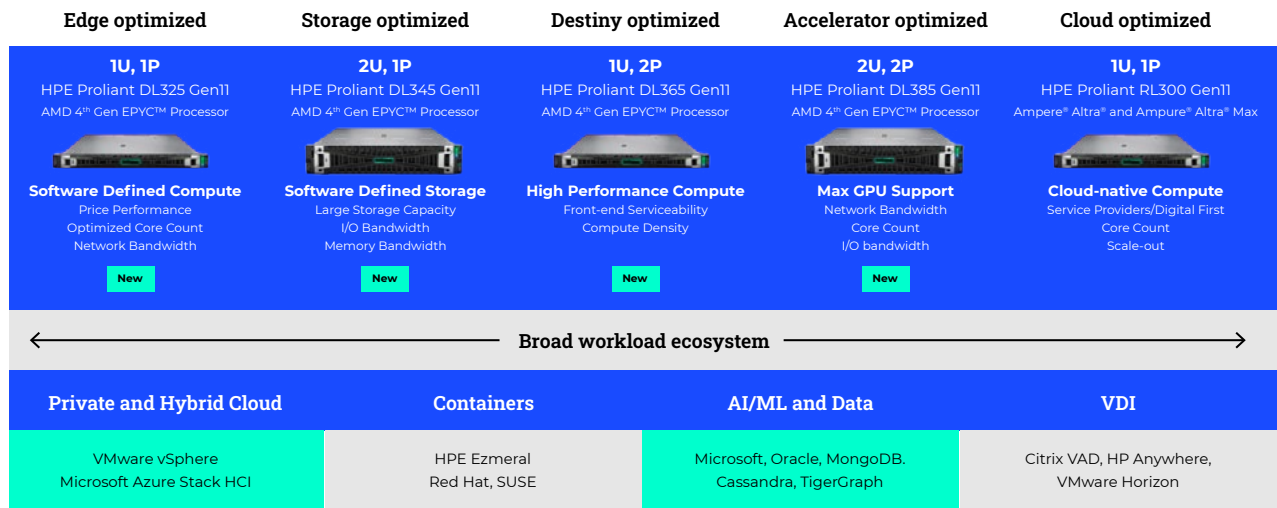 Edge optimized
1U, 1P
HPE Proliant DL325 Gen11
AMD 4th Gen EPYC™ Processor
Software Defined Compute
Price Performance
Optimized Core Count
Network Bandwidth
New
Storage optimized
2U, 1P
HPE Proliant DL345 Gen11
AMD 4th Gen EPYC™ Processor
Software Defined Storage
Large Storage Capacity
I/O Bandwidth
Memory Bandwidth
New
Destiny optimized
1U, 2P
HPE Proliant DL365 Gen11
AMD 4th Gen EPYC™ Processor
High Performance Compute
Front-end Serviceability
Compute Density
New
Accelerator optimized
2U, 2P
HPE Proliant DL385 Gen11
AMD 4th Gen EPYC™ Processor
Max GPU Support
Network Bandwidth
Core Count
I/O bandwidth
New
Cloud optimized
1U, 1P
HPE Proliant RL300 Gen11
Ampere® Altra® and Ampure® Altra® Max
Cloud-native Compute
Service Providers/Digital First
Core Count
Scale-out
Broad workload ecosystem
Private and Hybrid Cloud
VMware vSphere
Microsoft Azure Stack HCI
Containers
HPE Ezmeral
Red Hat, SUSE
AI/ML and Data
Microsoft, Oracle, MongoDB.
Cassandra, TigerGraph
VDI
Citrix VAD, HP Anywhere,
VMware Horizon